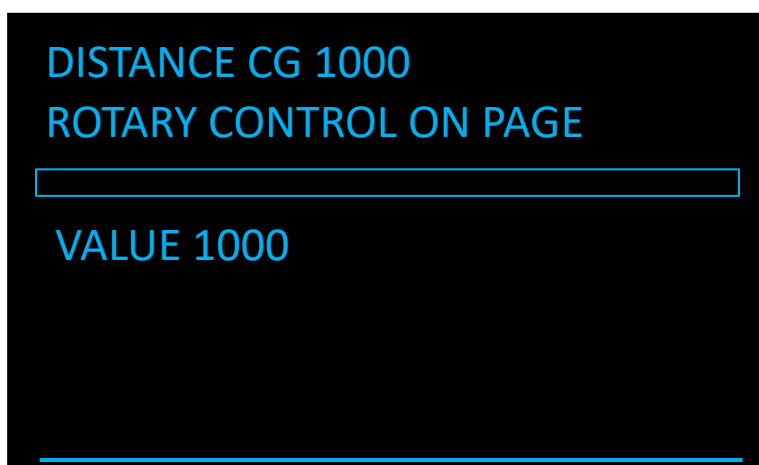 DISTANCE CG 1000
ROTARY CONTROL ON PAGE
VALUE 1000